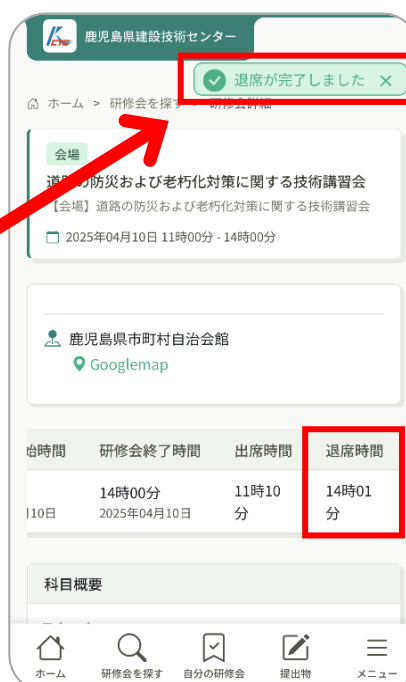 KCTC
鹿児島県建設技術センター
退席が完了しました ×
ホーム > 研修会を探す > 研修会詳細
会場
道路の防災および老朽化対策に関する技術講習会
【会場】道路の防災および老朽化対策に関する技術講習会
2025年04月10日 11時00分 - 14時00分
鹿児島県市町村自治会館
Googlemap
始時間 研修会終了時間 出席時間 退席時間
14時00分 11時10 14時01
10日 2025年04月10日 分 分
科目概要
ホーム 研修会を探す 自分の研修会 提出物 メニュー